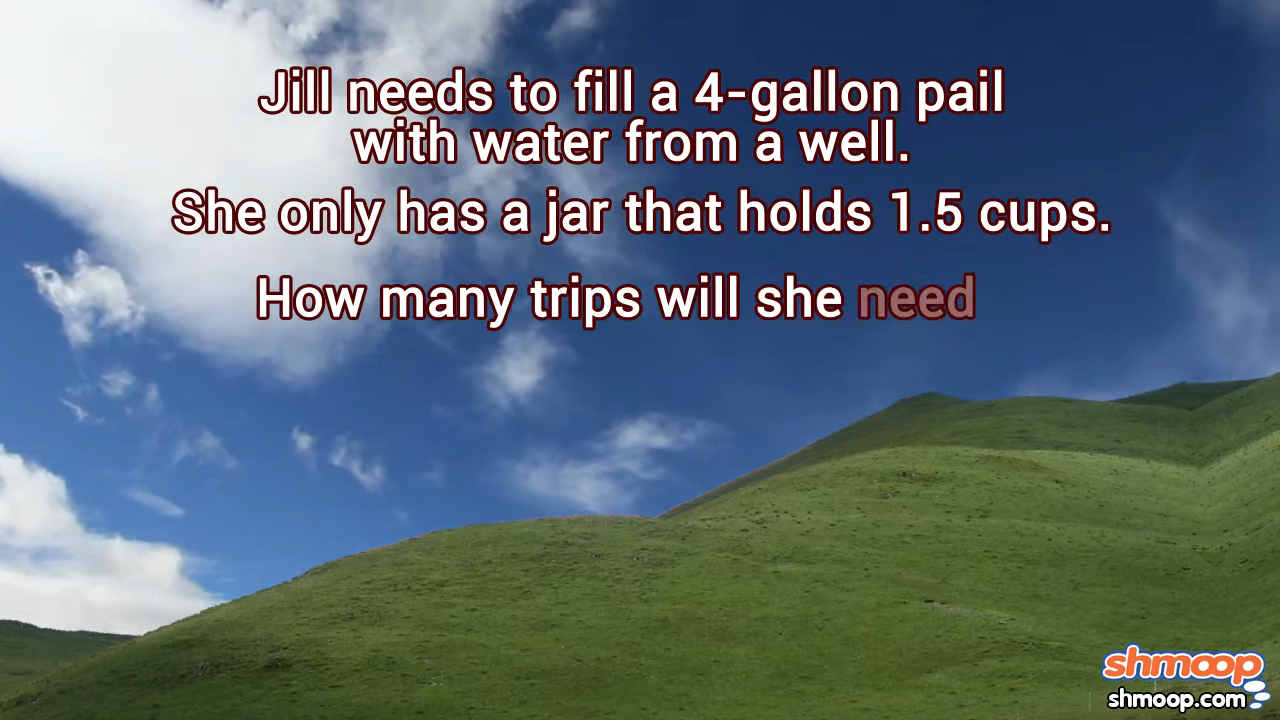 Jill needs to fill a 4-gallon pail
with water from a well.
She only has a jar that holds 1.5 cups.
How many trips will she need
shmoop
shmoop.com